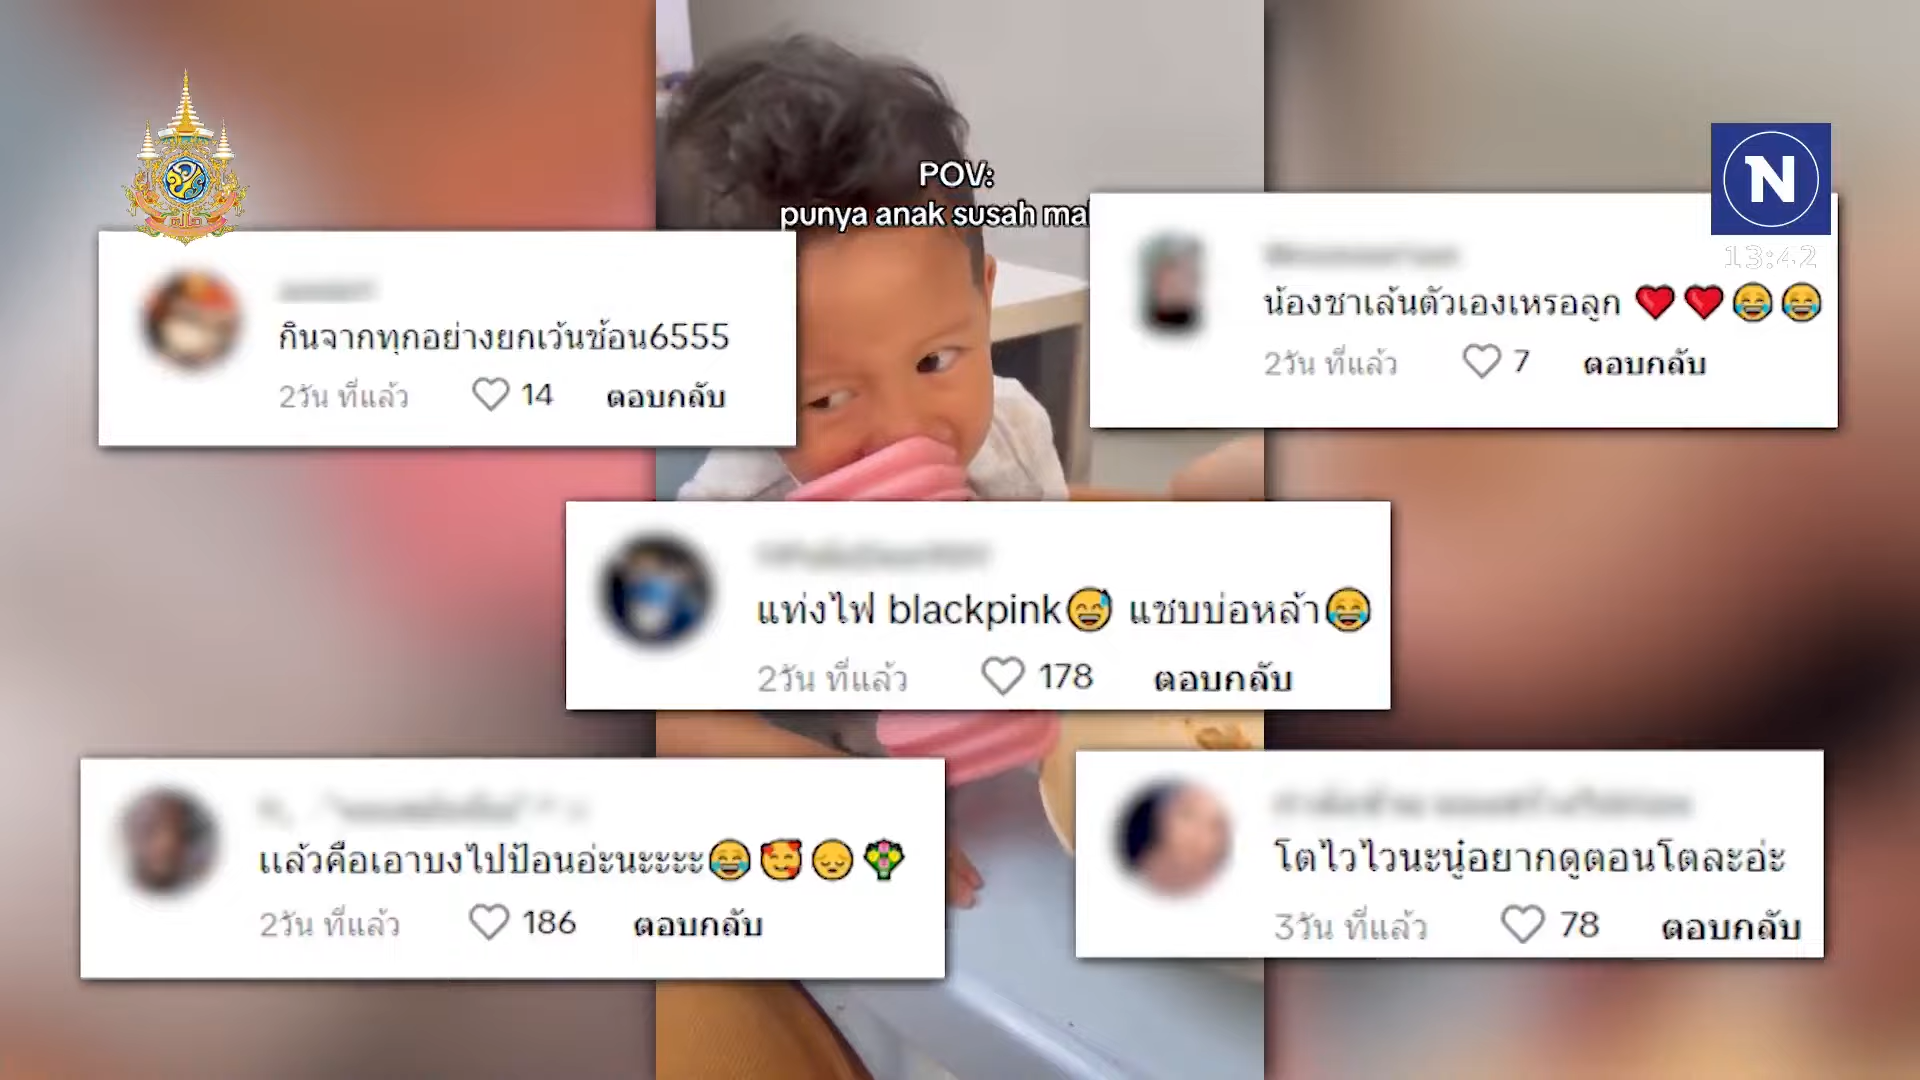 POV:
punya anak susah
N
13:42
กินจากทุกอย่างยกเว้นช้อน6555
2วัน ที่แล้ว 14 ตอบกลับ
น้องชาเล้นตัวเองเหรอลูก ❤️❤️😂😂
2วัน ที่แล้ว 7 ตอบกลับ
แท่งไฟ blackpink😅 แซบบ่อหล้า😂
2วัน ที่แล้ว 178 ตอบกลับ
แล้วคือเอาบงไปป้อนอ่ะนะะะะ😂🥰😔💐
2วัน ที่แล้ว 186 ตอบกลับ
โตไวไวนะนู๋อยากดูตอนโตละอ่ะ
3วัน ที่แล้ว 78 ตอบกลับ